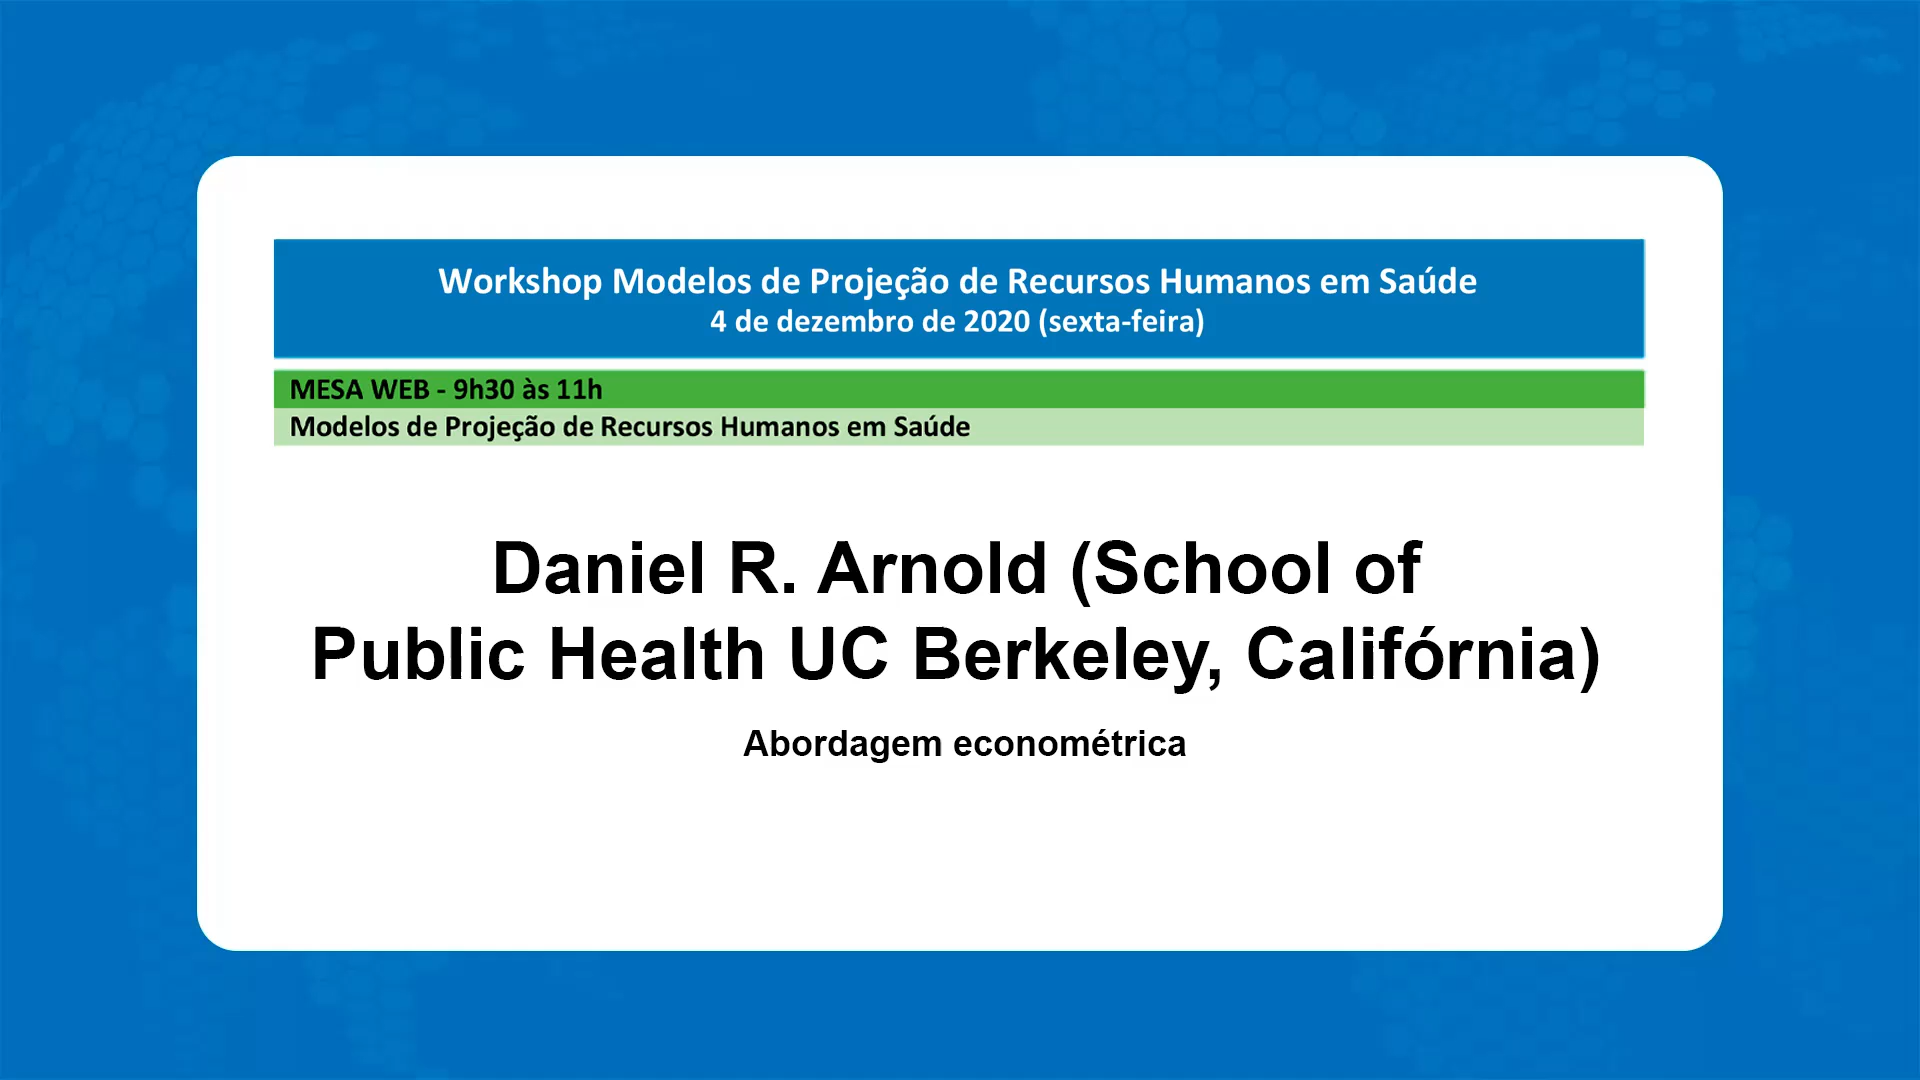 Workshop Modelos de Projeção de Recursos Humanos em Saúde
4 de dezembro de 2020 (sexta-feira)
MESA WEB - 9h30 às 11h
Modelos de Projeção de Recursos Humanos em Saúde
Daniel R. Arnold (School of
Public Health UC Berkeley, Califórnia)
Abordagem econométrica